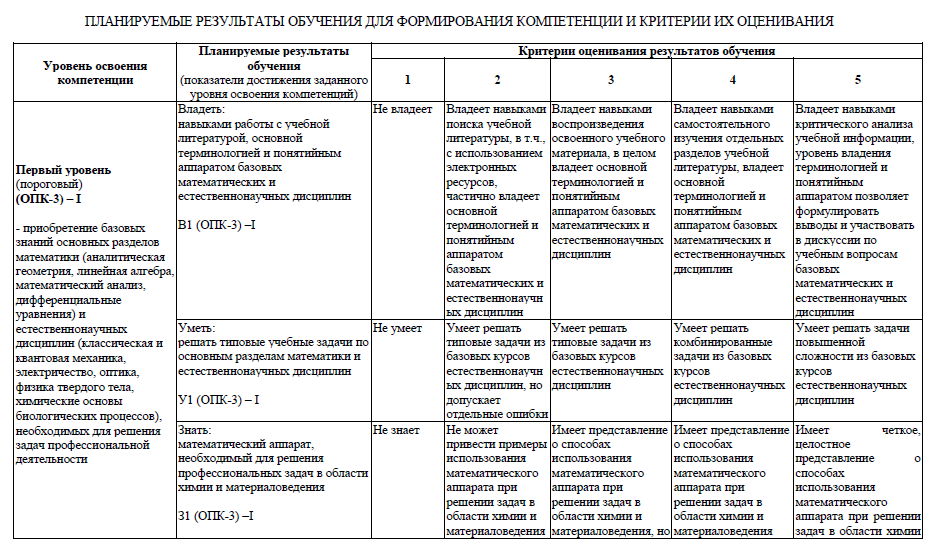 ПЛАНИРУЕМЫЕ РЕЗУЛЬТАТЫ ОБУЧЕНИЯ ДЛЯ ФОРМИРОВАНИЯ КОМПЕТЕНЦИИ И КРИТЕРИИ ИХ ОЦЕНИВАНИЯ
Уровень освоения
компетенции
Планируемые результаты
обучения
(показатели достижения заданного
уровня освоения компетенций)
Критерии оценивания результатов обучения
1
2
3
4
5
Первый уровень
(пороговый)
(ОПК-3) – I
- приобретение базовых
знаний основных разделов
математики (аналитическая
геометрия, линейная алгебра,
математический анализ,
дифференциальные
уравнения) и
естественнонаучных
дисциплин (классическая и
квантовая механика,
электричество, оптика,
физика твердого тела,
химические основы
биологических процессов),
необходимых для решения
задач профессиональной
деятельности
Владеть:
навыками работы с учебной
литературой, основной
терминологией и понятийным
аппаратом базовых
математических и
естественнонаучных дисциплин
В1 (ОПК-3) –I
Не владеет
Владеет навыками
поиска учебной
литературы, в т.ч.,
с использованием
электронных
ресурсов,
частично владеет
основной
терминологией и
понятийным
аппаратом
базовых
математических и
естественнонаучн
ых дисциплин
Владеет навыками
воспроизведения
освоенного учебного
материала, в целом
владеет основной
терминологией и
понятийным
аппаратом базовых
математических и
естественнонаучных
дисциплин
Владеет навыками
самостоятельного
изучения отдельных
разделов учебной
литературы, владеет
основной
терминологией и
понятийным
аппаратом базовых
математических и
естественнонаучных
дисциплин
Владеет навыками
критического анализа
учебной информации,
уровень владения
терминологией и
понятийным
аппаратом позволяет
формулировать
выводы и участвовать
в дискуссии по
учебным вопросам
базовых
математических и
естественнонаучных
дисциплин
Уметь:
решать типовые учебные задачи по
основным разделам математики и
естественнонаучных дисциплин
У1 (ОПК-3) – I
Не умеет
Умеет решать
типовые задачи из
базовых курсов
естественнонаучн
ых дисциплин, но
допускает
отдельные ошибки
Умеет решать
типовые задачи из
базовых курсов
естественнонаучных
дисциплин
Умеет решать
комбинированные
задачи из базовых
курсов
естественнонаучных
дисциплин
Умеет решать задачи
повышенной
сложности из базовых
курсов
естественнонаучных
дисциплин
Знать:
математический аппарат,
необходимый для решения
профессиональных задач в области
химии и материаловедения
З1 (ОПК-3) –I
Не знает
Не может
привести примеры
использования
математического
аппарата при
решении задач в
области химии и
материаловедения
Имеет представление
о способах
использования
математического
аппарата при
решении задач в
области химии и
материаловедения, но
Имеет представление
о способах
использования
математического
аппарата при
решении задач в
области химии и
материаловедения
Имеет четкое,
целостное
представление о
способах
использования
математического
аппарата при решении
задач в области химии